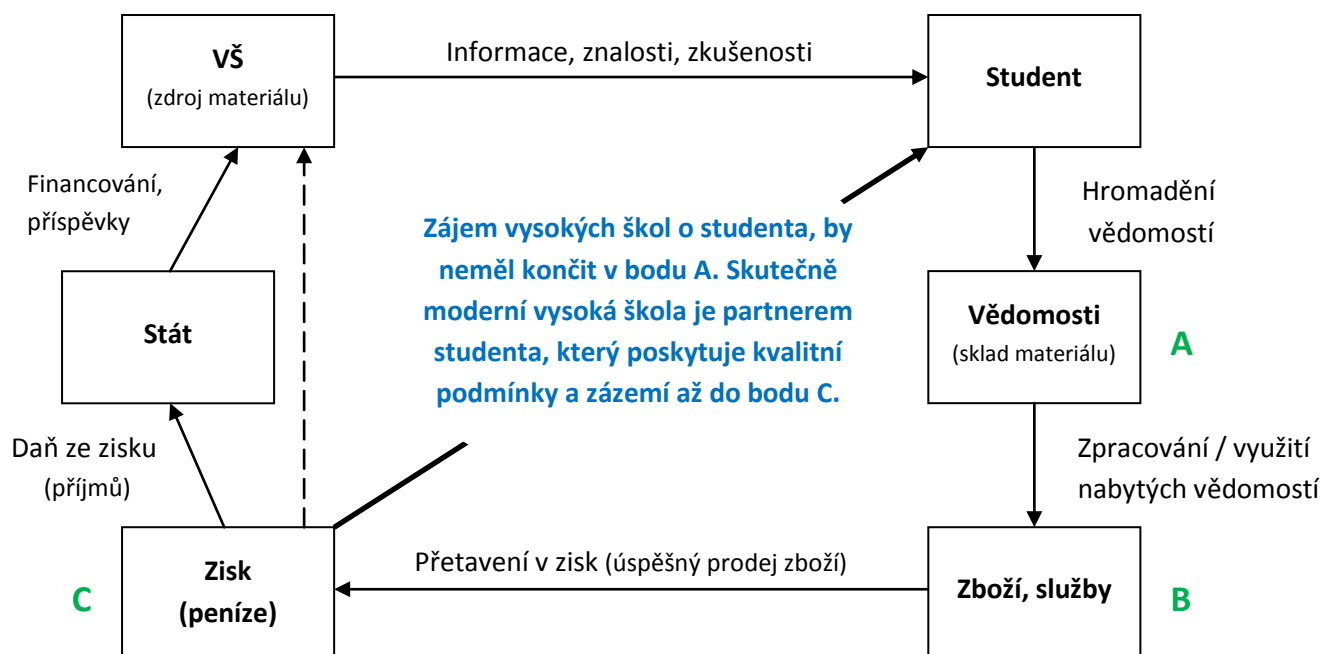 VŠ
(zdroj materiálu)
Informace, znalosti, zkušenosti
Student
Financování,
příspěvky
Hromadění
vědomostí
Zájem vysokých škol o studenta, by
neměl končit v bodu A. Skutečně
moderní vysoká škola je partnerem
studenta, který poskytuje kvalitní
podmínky a zázemí až do bodu C.
Stát
Vědomosti
(sklad materiálu)
A
Daň ze zisku
(příjmů)
Zpracování / využití
nabytých vědomostí
C
Zisk
(peníze)
Přetavení v zisk (úspěšný prodej zboží)
Zboží, služby
B